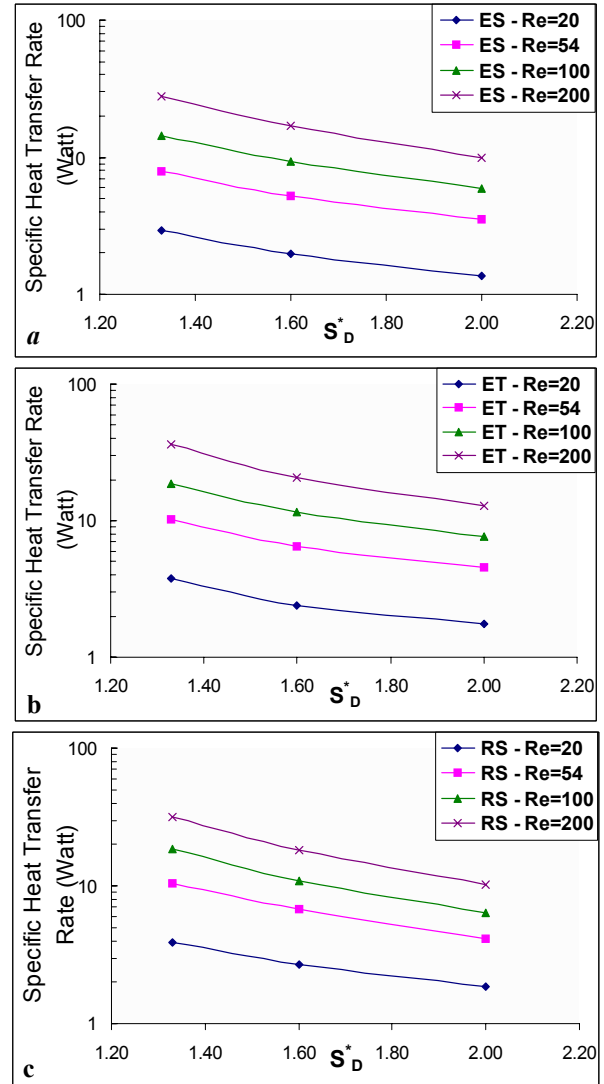 Specific Heat Transfer Rate
(Watt)
100
10
1
1.20
1.40
1.60
1.80
2.00
2.20
S*D
ES - Re=20
ES - Re=54
ES - Re=100
ES - Re=200
a
Specific Heat Transfer Rate
(Watt)
100
10
1
1.20
1.40
1.60
1.80
2.00
2.20
S*D
ET - Re=20
ET - Re=54
ET - Re=100
ET - Re=200
b
Specific Heat Transfer
Rate (Watt)
100
10
1
1.20
1.40
1.60
1.80
2.00
2.20
S*D
RS - Re=20
RS - Re=54
RS - Re=100
RS - Re=200
c